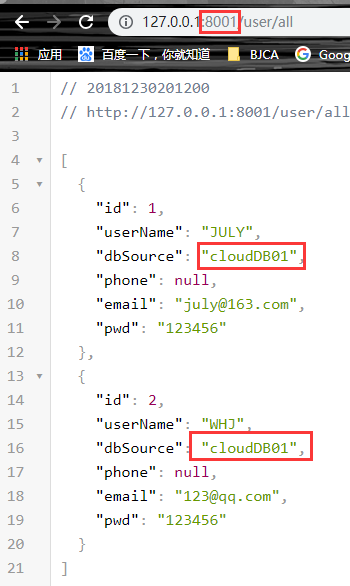 127.0.0.1:8001/user/all
应用 百度一下，你就知道 BJCA Goog
1 // 20181230201200
2 // http://127.0.0.1:8001/user/all
3
4 [
5 {
6 "id": 1,
7 "userName": "JULY",
8 "dbSource": "cloudDB01",
9 "phone": null,
10 "email": "july@163.com",
11 "pwd": "123456"
12 },
13 {
14 "id": 2,
15 "userName": "WHJ",
16 "dbSource": "cloudDB01",
17 "phone": null,
18 "email": "123@qq.com",
19 "pwd": "123456"
20 }
21 ]